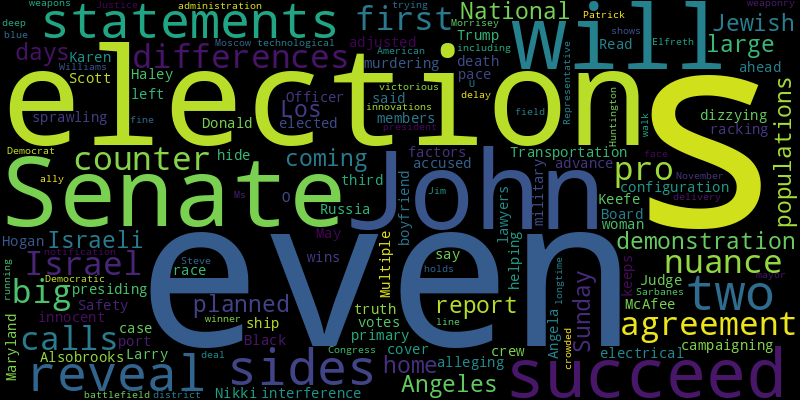 weapons
Justice
administration
trying
Patrick
weaponry
deep
blue
statements
first
Morrisey
National
will
Jewish
Moscow
technological
American
Trump
shows
Read
Elfreth
large
days
Karen
differences
adjusted
including
Representative
Williams
Scott
Haley
murdering
death
pace
U
ahead
left
Officer
victorious
delay
elections
s
sprawling
Donald
Los
said
innovations
field
Huntington
dizzying
fine
elected
members
president
walk
racking
populations
Democrat
counter
hide
coming
factors
Transportation
face
ally
Senate
John
accused
advance
pro
November
third
boyfriend
Jim
lawyers
military
Keefe
configuration
delivery
Ms
O
Russia
Board
woman
Hogan
Israeli
May
Multiple
say
helping
demonstration
notification
Steve
wins
holds
longtime
keeps
nuance
mayor
Israel
race
even
Sunday
Judge
Sarbanes
running
Democratic
big
presiding
planned
truth
report
two
Safety
winner
ship
votes
line
McAfee
agreement
innocent
Maryland
calls
case
port
Black
primary
Congress
cover
crew
Angela
crowded
electrical
campaigning
Alsobrooks
Larry
deal
sides
home
alleging
reveal
battlefield
district
Nikki
interference
Angeles
succeed